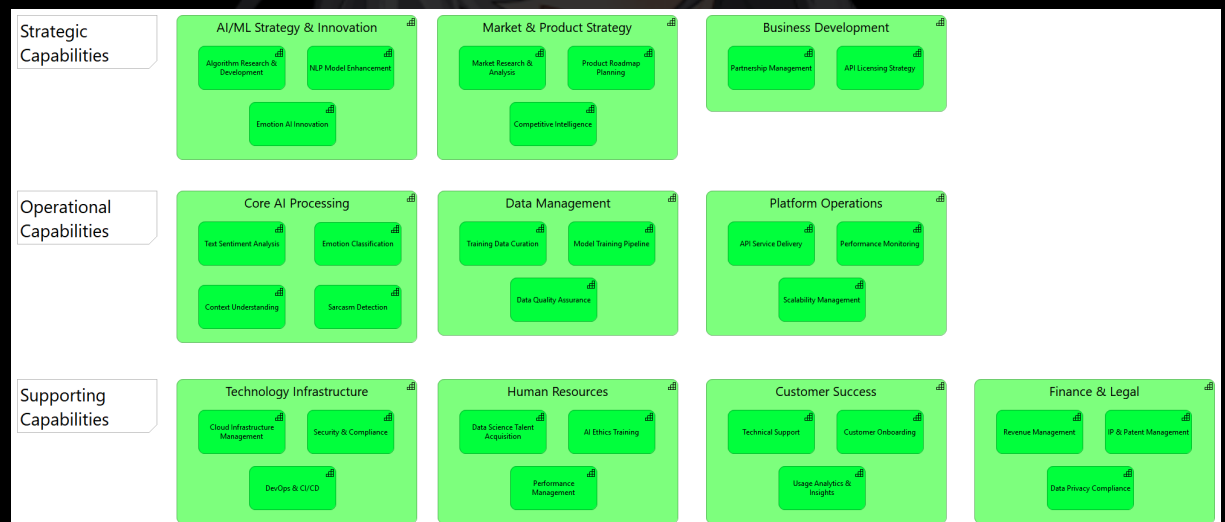 Strategic
Capabilities
AI/ML Strategy & Innovation
Algorithm Research &
Development
NLP Model Enhancement
Emotion AI Innovation
Market & Product Strategy
Market Research &
Analysis
Product Roadmap
Planning
Competitive Intelligence
Business Development
Partnership Management
API Licensing Strategy
Operational
Capabilities
Core AI Processing
Text Sentiment Analysis
Emotion Classification
Context Understanding
Sarcasm Detection
Data Management
Training Data Curation
Model Training Pipeline
Data Quality Assurance
Platform Operations
API Service Delivery
Performance Monitoring
Scalability Management
Supporting
Capabilities
Technology Infrastructure
Cloud Infrastructure
Management
Security & Compliance
DevOps & CI/CD
Human Resources
Data Science Talent
Acquisition
AI Ethics Training
Performance
Management
Customer Success
Technical Support
Customer Onboarding
Usage Analytics &
Insights
Finance & Legal
Revenue Management
IP & Patent Management
Data Privacy Compliance